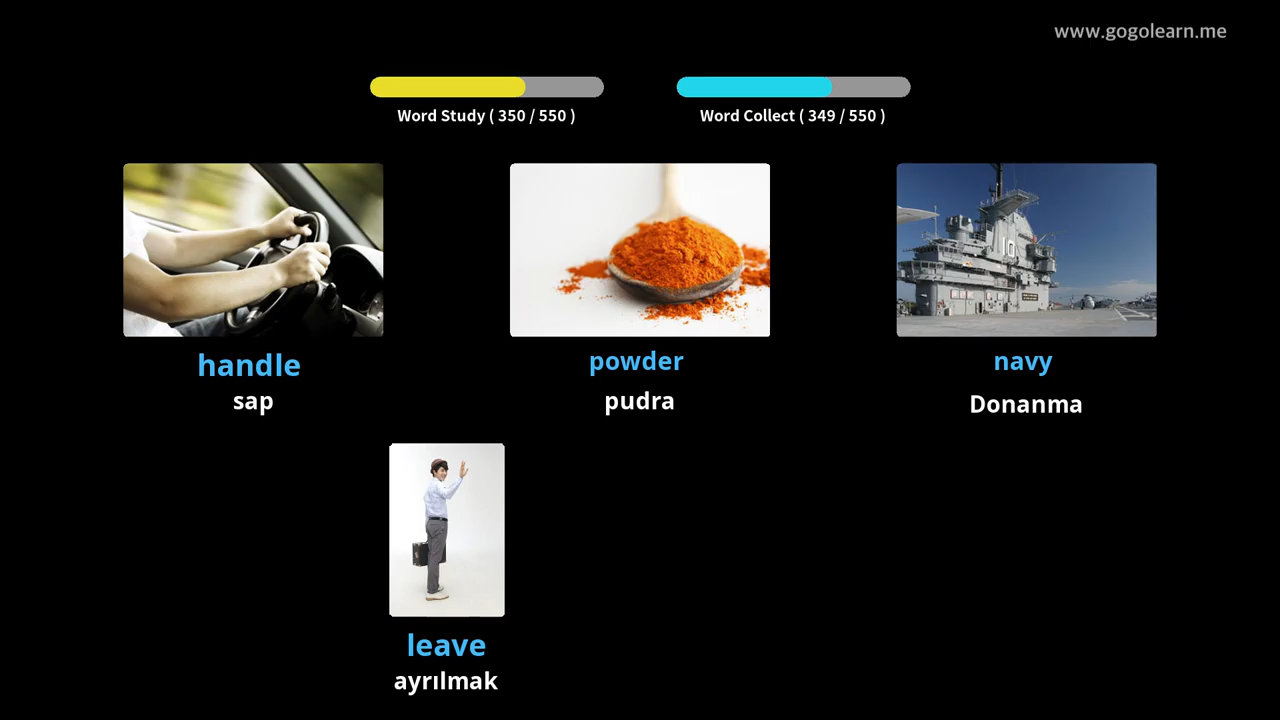 www.gogolearn.me
Word Study ( 350 / 550 )
Word Collect ( 349 / 550 )
10
handle
sap
powder
pudra
navy
Donanma
leave
ayrılmak